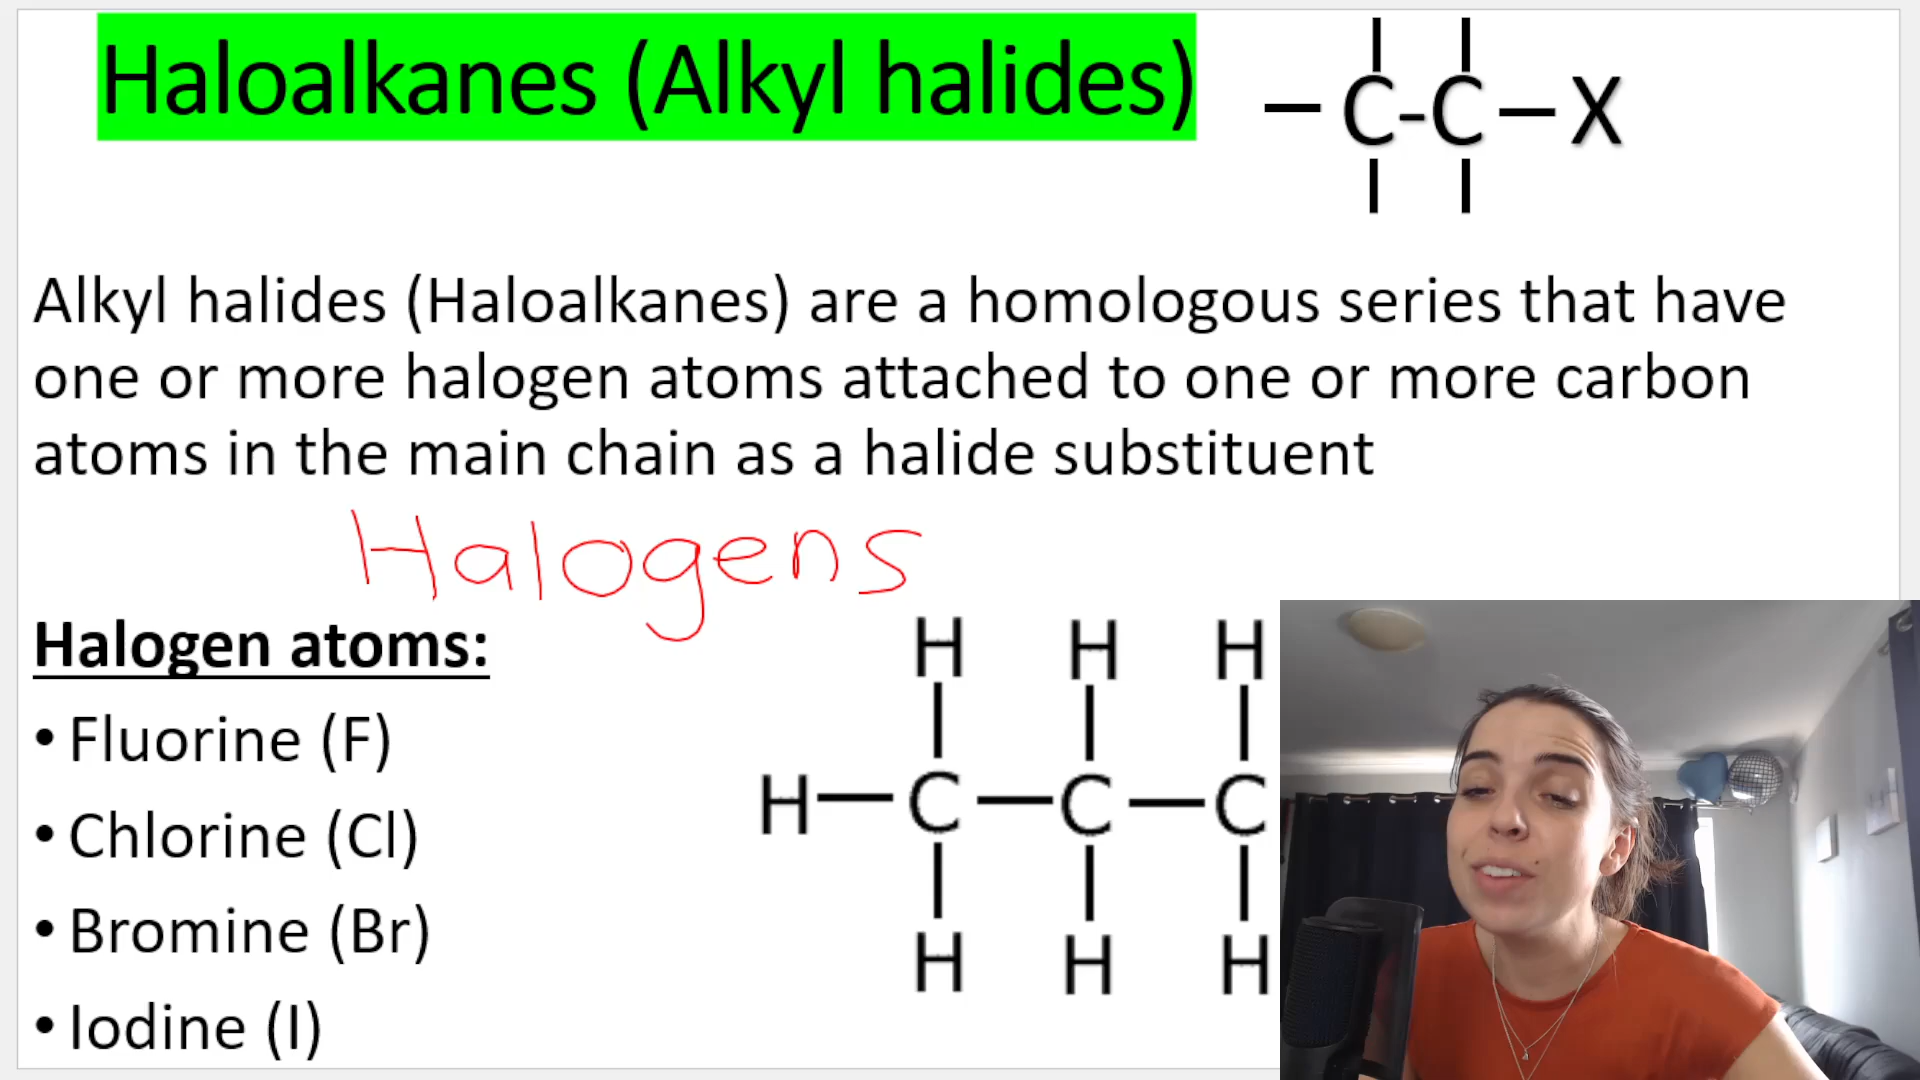 Haloalkanes (Alkyl halides)
– C-C – X
Alkyl halides (Haloalkanes) are a homologous series that have
one or more halogen atoms attached to one or more carbon
atoms in the main chain as a halide substituent
Halogens
Halogen atoms:
• Fluorine (F)
• Chlorine (Cl)
• Bromine (Br)
• Iodine (I)
H H H
H—C—C—C
H H H